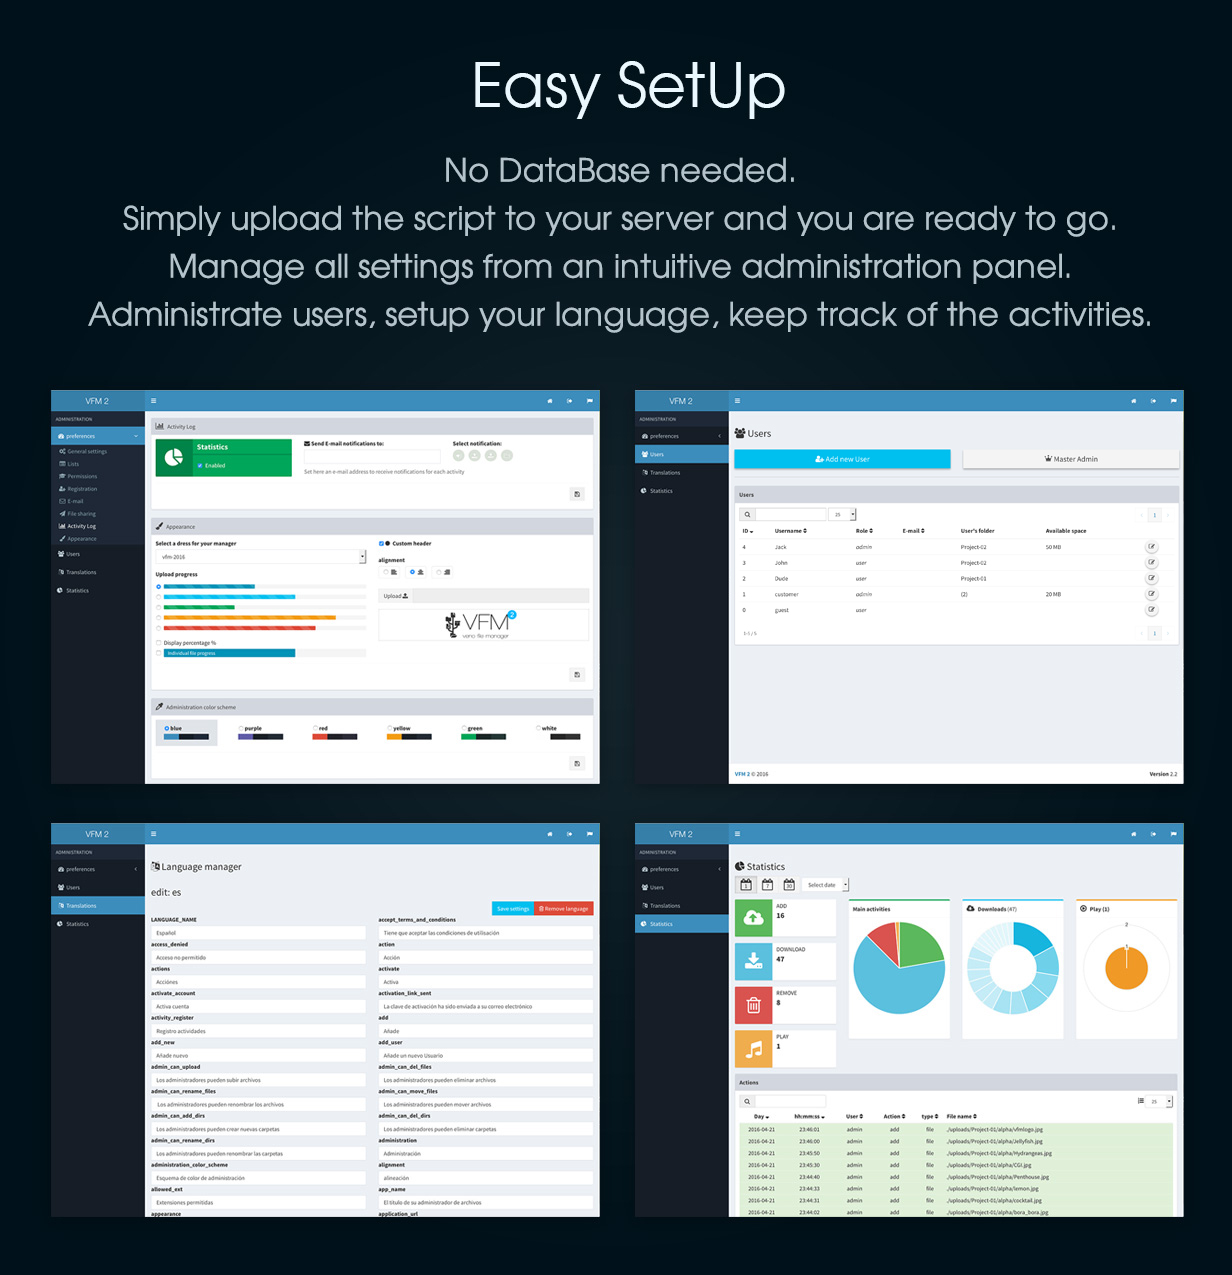 Easy SetUp
No DataBase needed.
Simply upload the script to your server and you are ready to go.
Manage all settings from an intuitive administration panel.
Administrate users, setup your language, keep track of the activities.
VFM 2
ADMINISTRATION
preferences
General settings
Lists
Permissions
Registration
E-mail
File sharing
Activity Log
Appearance
Users
Translations
Statistics
Activity Log
Statistics
Enabled
Send E-mail notifications to:
Set here an e-mail address to receive notifications for each activity
Select notification:
Appearance
Select a dress for your manager
vfm-2016
Upload progress
Display percentage %
Individual file progress
Custom header
alignment
Upload
VFM 2
veno file manager
Administration color scheme
blue purple red yellow green white
VFM 2
ADMINISTRATION
preferences
Users
Translations
Statistics
Users
Add new User
Master Admin
Users
25
1
ID Username Role E-mail User's folder Available space
4 Jack admin Project-02 50 MB
3 John user Project-02
2 Dude user Project-01
1 customer admin (2) 20 MB
0 guest user
1-5 / 5
1
VFM 2 © 2016
Version 2.2
VFM 2
ADMINISTRATION
preferences
Users
Translations
Statistics
Language manager
edit: es
Save settings
Remove language
LANGUAGE_NAME accept_terms_and_conditions
Español Tiene que aceptar las condiciones de utilisación
access_denied action
Acceso no permitido Acción
actions activate
Acciónes Activa
activate_account activation_link_sent
Activa cuenta La clave de activación ha sido enviada a su correo electrónico
activity_register add
Registro actividades Añade
add_new add_user
Añade nuevo Añade un nuevo Usuario
admin_can_upload admin_can_del_files
Los administradores pueden subir archivos Los administradores pueden eliminar archivos
admin_can_rename_files admin_can_move_files
Los administradores pueden renombrar los archivos Los administradores pueden mover archivos
admin_can_add_dirs admin_can_del_dirs
Los administradores pueden crear nuevas carpetas Los administradores pueden eliminar carpetas
admin_can_rename_dirs administration
Los administradores pueden renombrar las carpetas Administración
administration_color_scheme alignment
Esquema de color de administración alineación
allowed_ext app_name
Extensiones permitidas El titulo de su administrador de archivos
appearance application_url
VFM 2
ADMINISTRATION
preferences
Users
Translations
Statistics
Statistics
1 7 30 Select date
ADD
16
DOWNLOAD
47
REMOVE
8
PLAY
1
Main activities
Downloads (47)
Play (1)
2
1
Actions
25
Day hh:mm:ss User Action type File name
2016-04-21 23:46:01 admin add file ./uploads/Project-01/alpha/vfmlogo.jpg
2016-04-21 23:46:00 admin add file ./uploads/Project-01/alpha/Jellyfish.jpg
2016-04-21 23:45:50 admin add file ./uploads/Project-01/alpha/Hydrangeas.jpg
2016-04-21 23:45:30 admin add file ./uploads/Project-01/alpha/CGI.jpg
2016-04-21 23:44:40 admin add file ./uploads/Project-01/alpha/Penthouse.jpg
2016-04-21 23:44:33 admin add file ./uploads/Project-01/alpha/lemon.jpg
2016-04-21 23:44:31 admin add file ./uploads/Project-01/alpha/cocktail.jpg
2016-04-21 23:44:02 admin add file ./uploads/Project-01/alpha/bora_bora.jpg